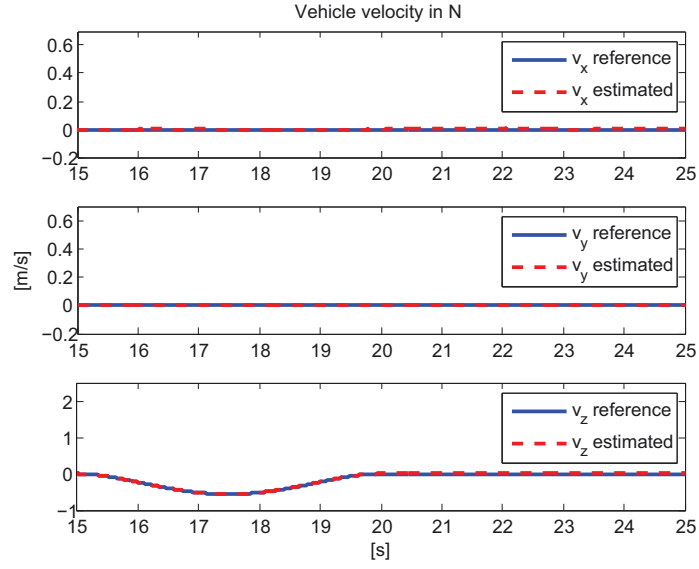 Vehicle velocity in N
0.6
0.4
0.2
0
−0.2
v_x reference
v_x estimated
15 16 17 18 19 20 21 22 23 24 25
[m/s]
0.6
0.4
0.2
0
−0.2
v_y reference
v_y estimated
15 16 17 18 19 20 21 22 23 24 25
2
1
0
−1
v_z reference
v_z estimated
15 16 17 18 19 20 21 22 23 24 25
[s]